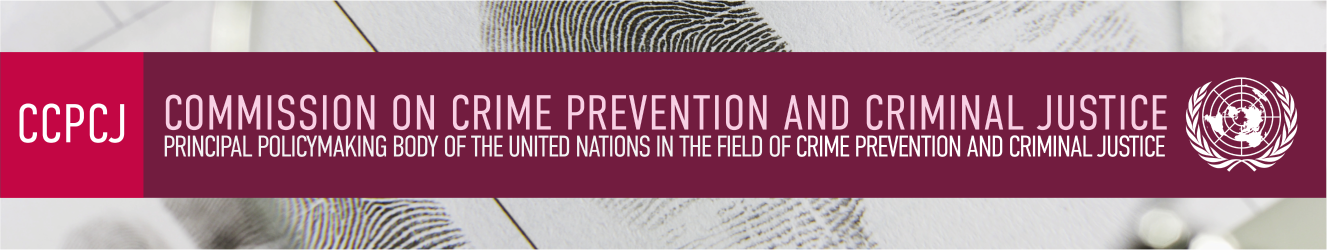 CCPCJ
COMMISSION ON CRIME PREVENTION AND CRIMINAL JUSTICE
PRINCIPAL POLICYMAKING BODY OF THE UNITED NATIONS IN THE FIELD OF CRIME PREVENTION AND CRIMINAL JUSTICE